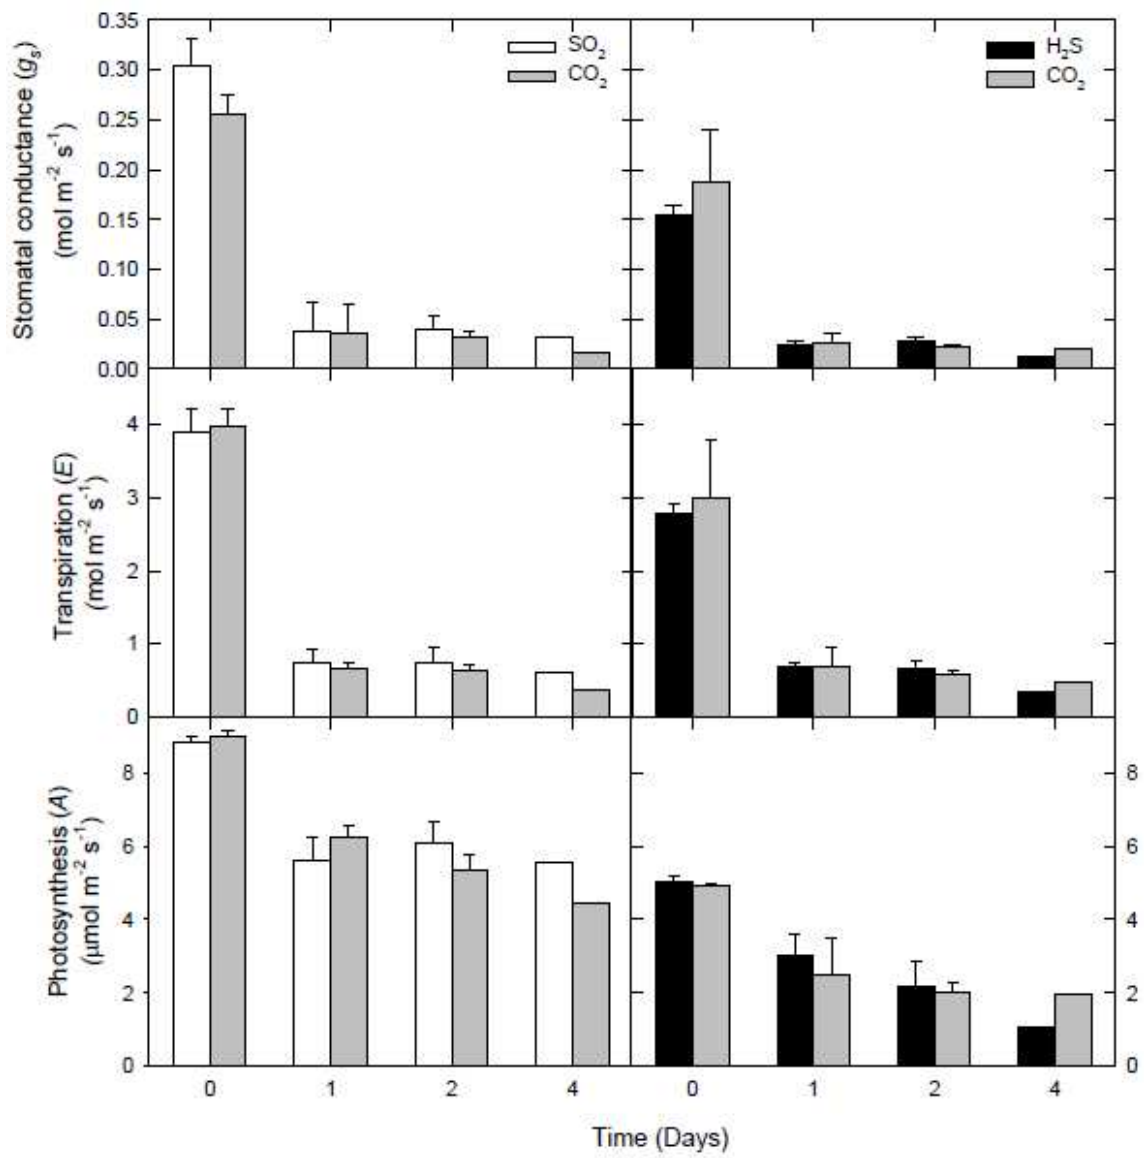 Stomatal conductance (gₛ)
(mol m⁻² s⁻¹)
0.35
0.30
0.25
0.20
0.15
0.10
0.05
0.00
SO₂
CO₂
H₂S
CO₂
Transpiration (E)
(mol m⁻² s⁻¹)
4
3
2
1
0
Photosynthesis (A)
(μmol m⁻² s⁻¹)
8
6
4
2
0
8
6
4
2
0
0 1 2 4 0 1 2 4
Time (Days)